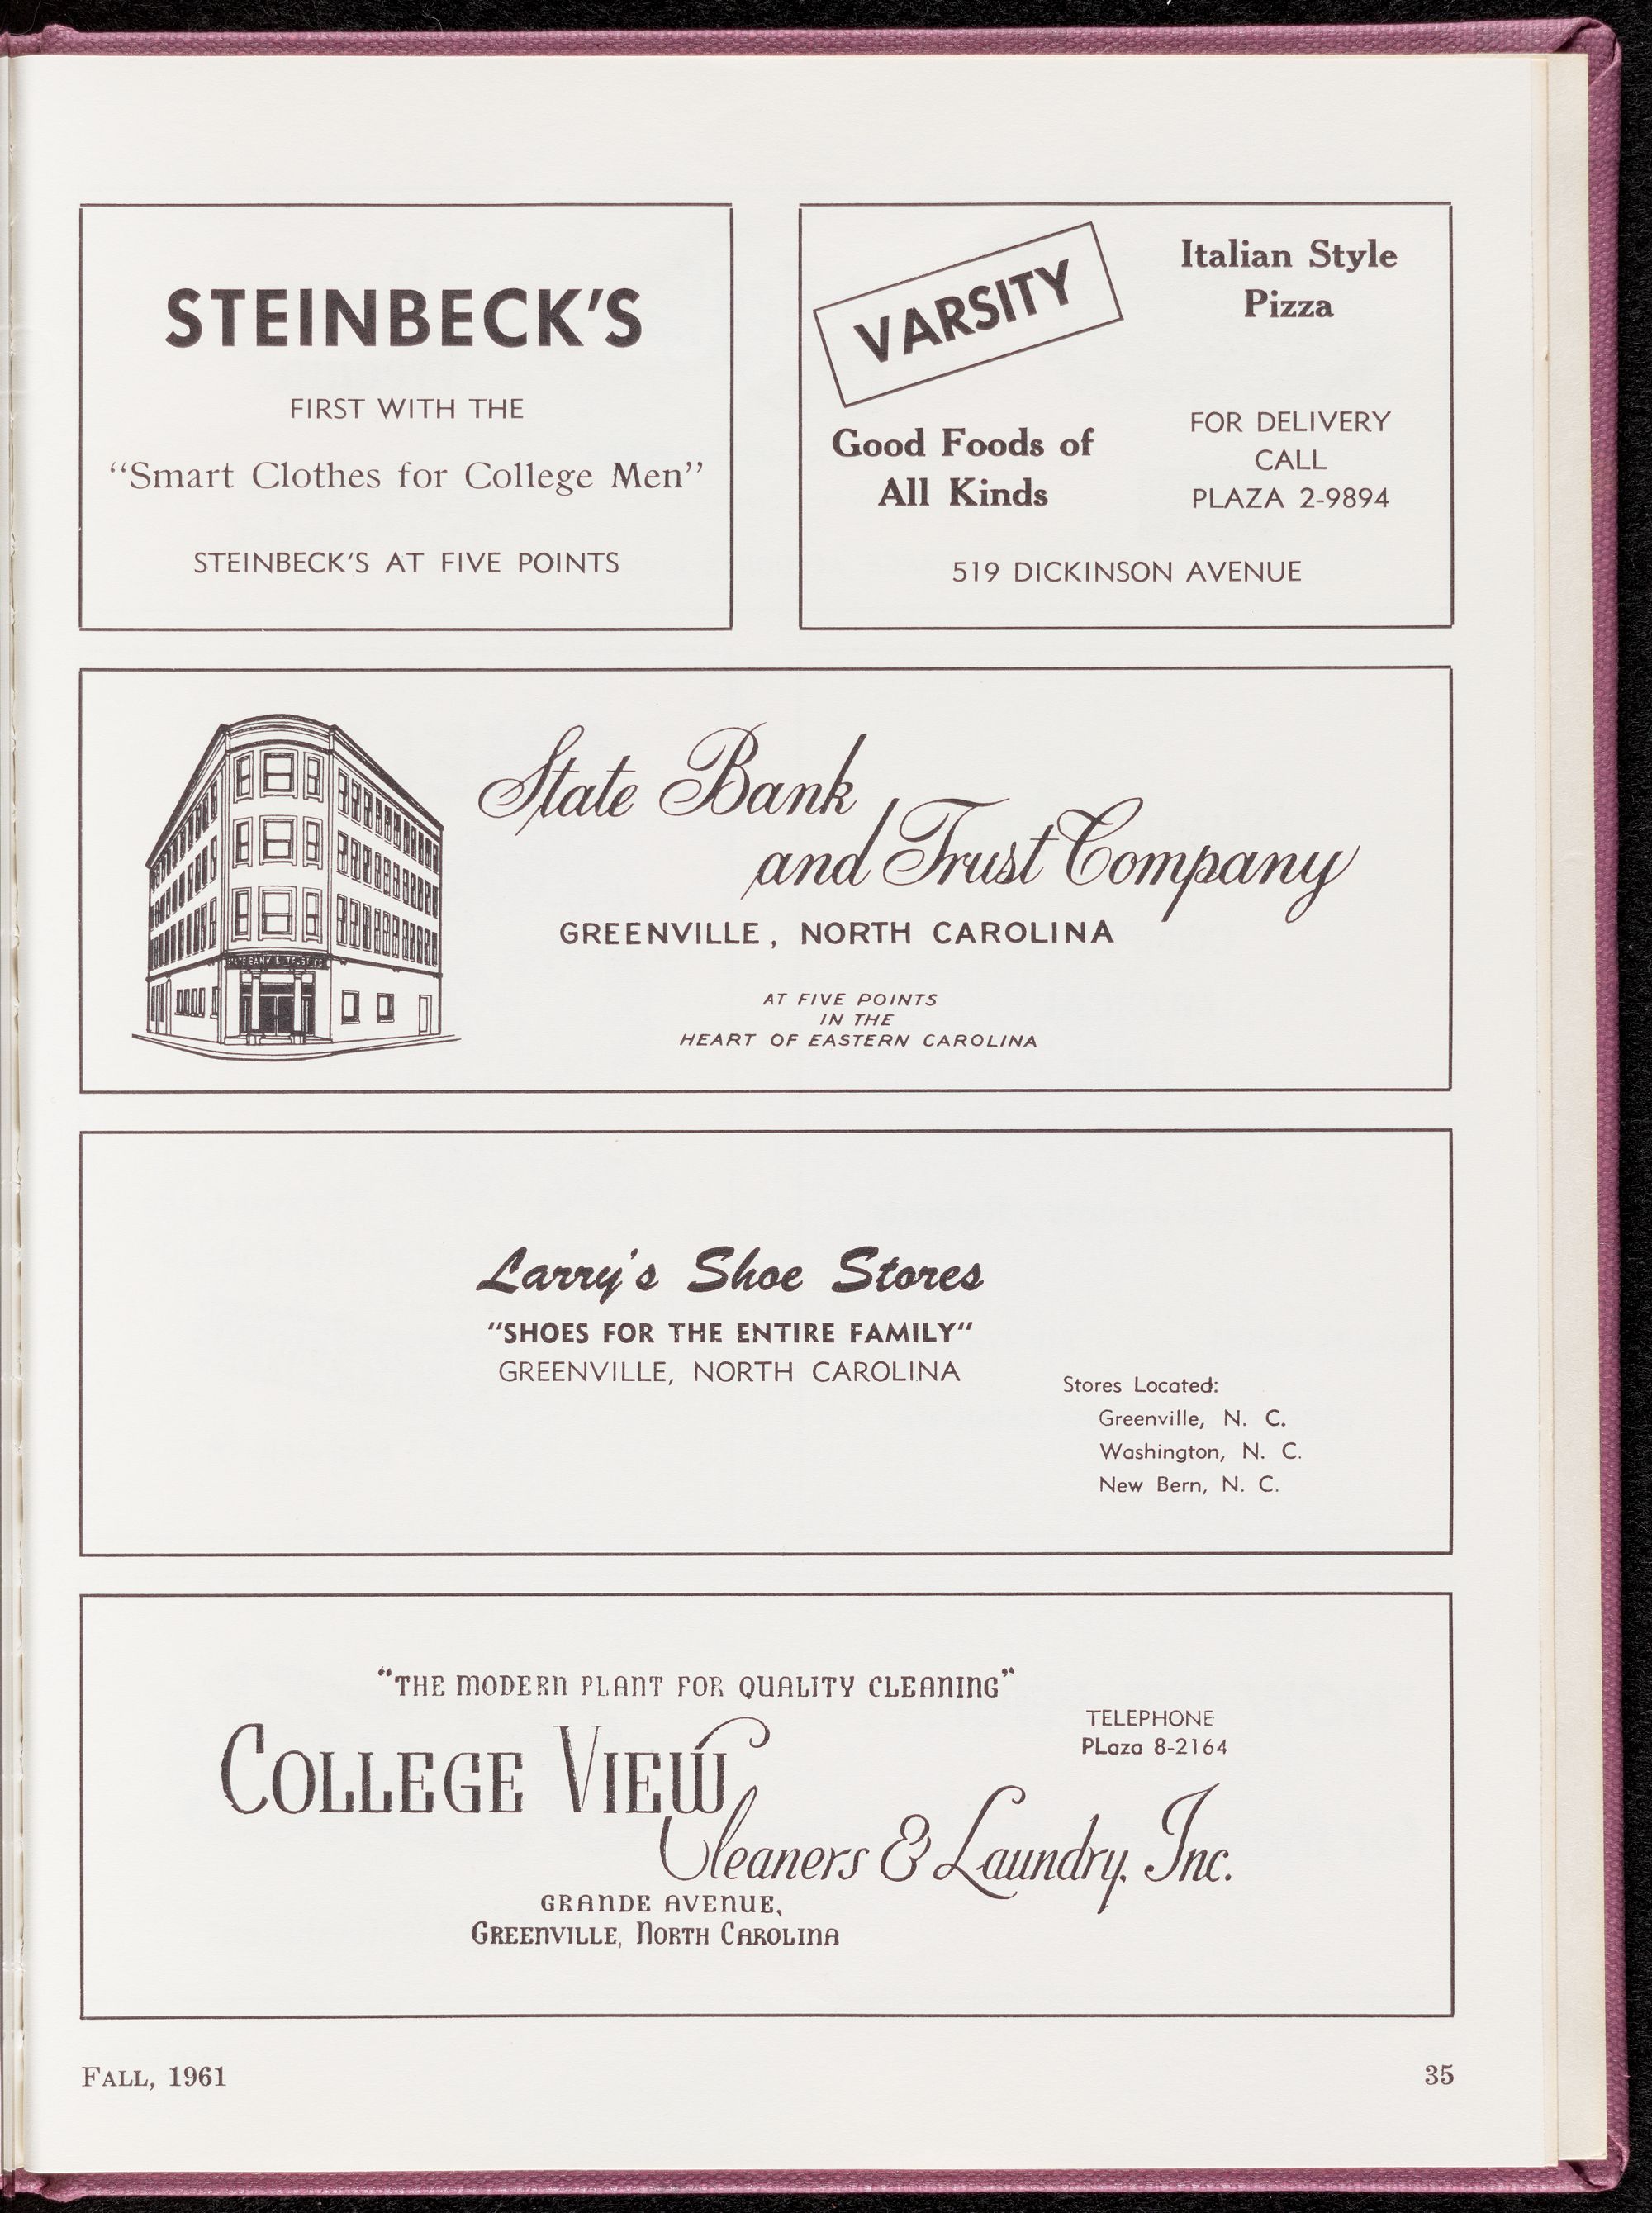 STEINBECK'S
FIRST WITH THE
"Smart Clothes for College Men"
STEINBECK'S AT FIVE POINTS
VARSITY
Italian Style
Pizza
Good Foods of
All Kinds
FOR DELIVERY
CALL
PLAZA 2-9894
519 DICKINSON AVENUE
STATE BANK & TRUST CO
State Bank
and Trust Company
GREENVILLE, NORTH CAROLINA
AT FIVE POINTS
IN THE
HEART OF EASTERN CAROLINA
Larry's Shoe Stores
"SHOES FOR THE ENTIRE FAMILY"
GREENVILLE, NORTH CAROLINA
Stores Located:
Greenville, N. C.
Washington, N. C.
New Bern, N. C.
"THE MODERN PLANT FOR QUALITY CLEANING"
TELEPHONE
PLaza 8-2164
COLLEGE VIEW
Cleaners & Laundry, Inc.
GRANDE AVENUE,
GREENVILLE, NORTH CAROLINA
FALL, 1961
35